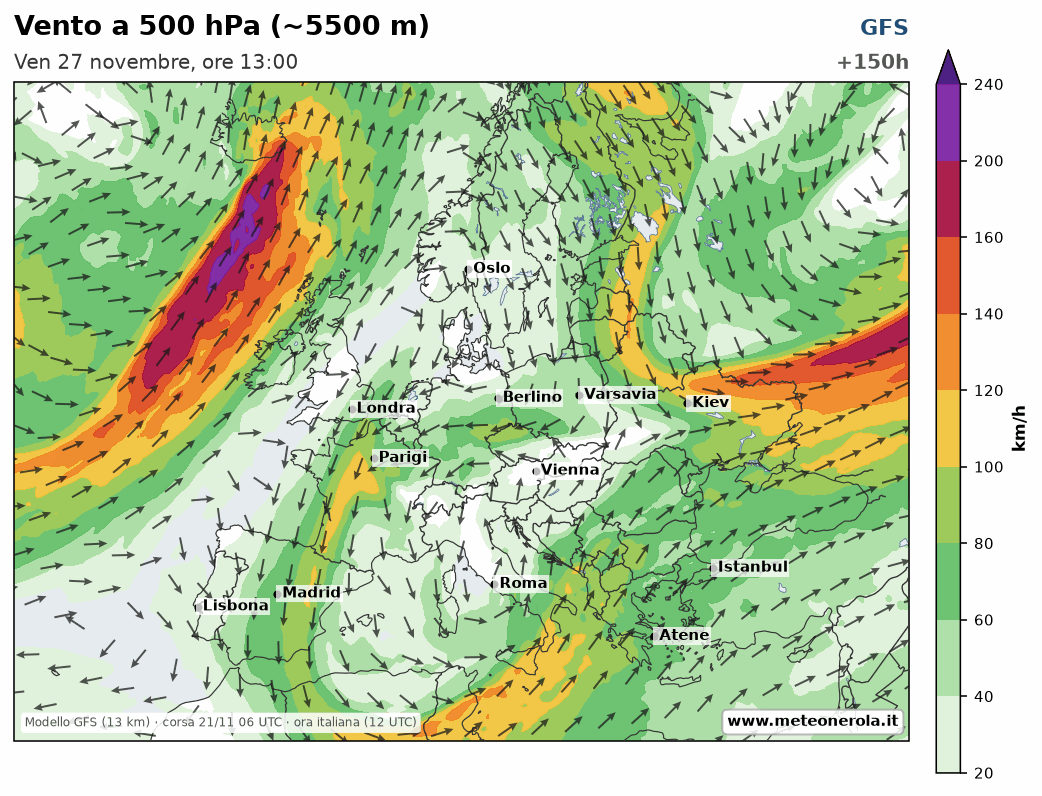 Vento a 500 hPa (~5500 m)
GFS
Ven 27 novembre, ore 13:00
+150h
240
200
160
140
120
100
80
60
40
20
km/h
Oslo
Berlino
Varsavia
Kiev
Londra
Parigi
Vienna
Istanbul
Roma
Madrid
Lisbona
Atene
Modello GFS (13 km) · corsa 21/11 06 UTC · ora italiana (12 UTC)
www.meteonerola.it